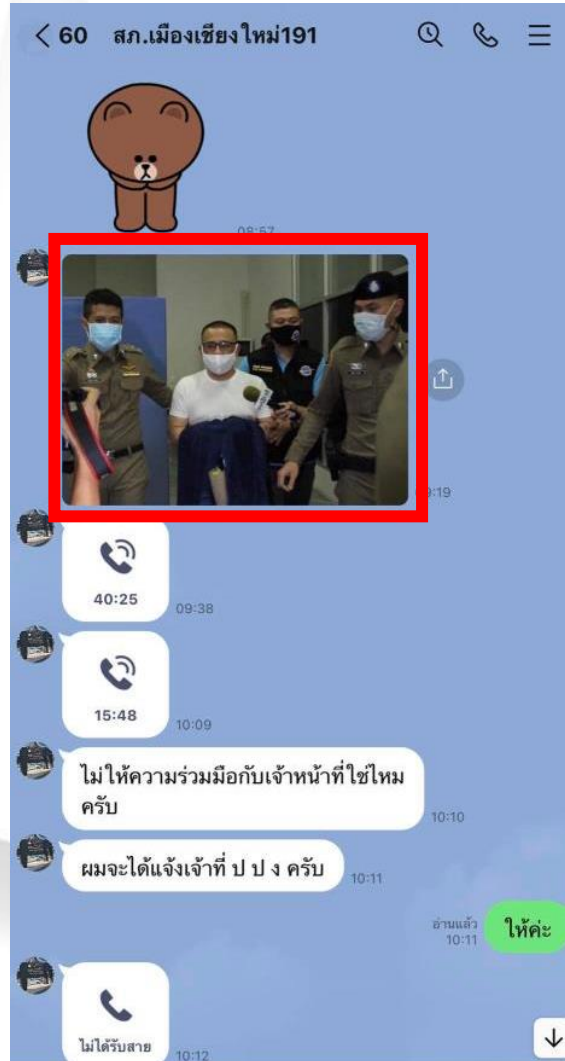 60 สภ.เมืองเชียงใหม่191
08:57
09:19
40:25
09:38
15:48
10:09
ไม่ให้ความร่วมมือกับเจ้าหน้าที่ใช่ไหม
ครับ
10:10
ผมจะได้แจ้งเจ้าที่ ป ป ง ครับ
10:11
อ่านแล้ว
10:11
ให้ค่ะ
ไม่ได้รับสาย
10:12